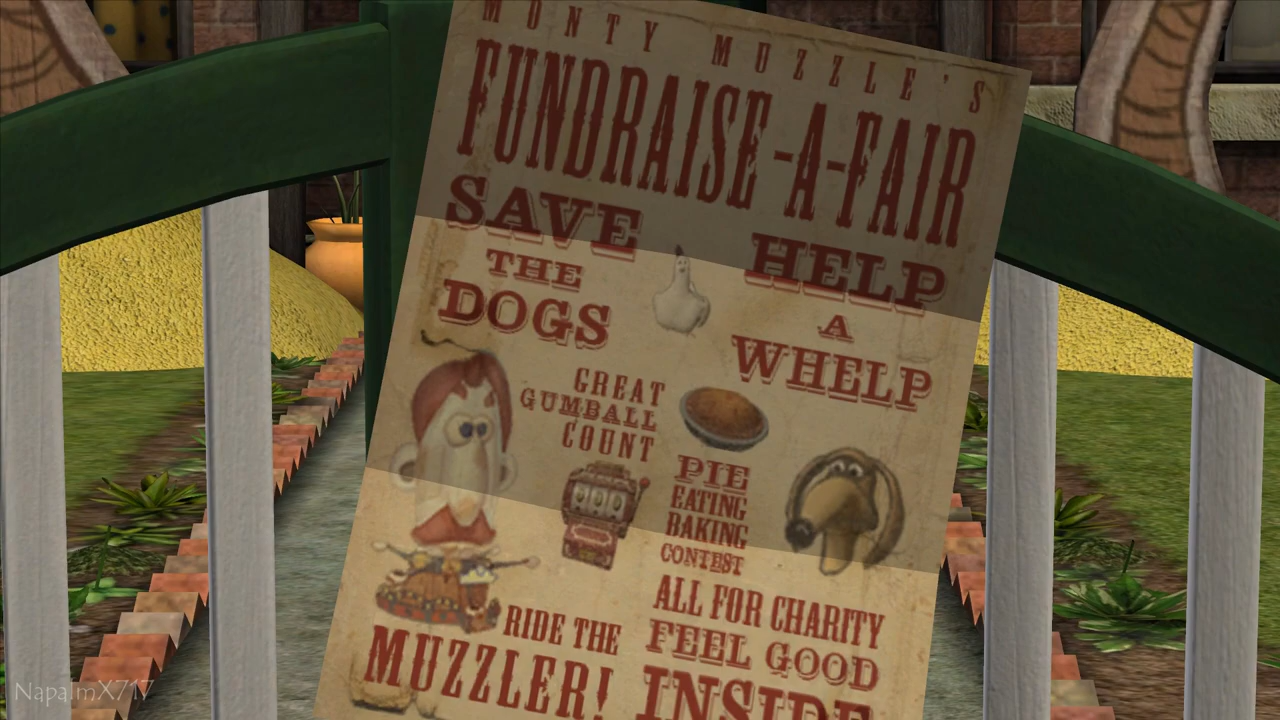 MONTY MUZZLE'S
FUNDRAISE-A-FAIR
SAVE
THE
DOGS
HELP
A
WHELP
GREAT
GUMBALL
COUNT
PIE
EATING
BAKING
CONTEST
RIDE THE
MUZZLER!
ALL FOR CHARITY
FEEL GOOD
INSIDE
NapalmX717